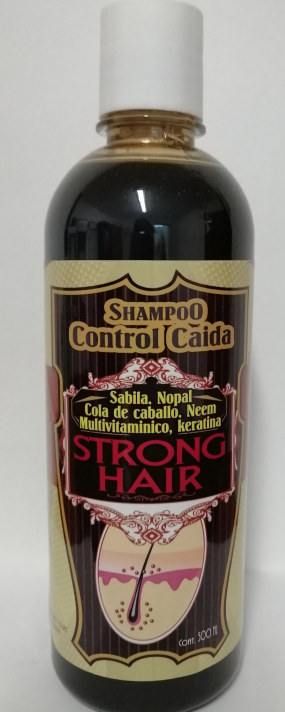 SHAMPOO
Control Caida
Sabila, Nopal
Cola de caballo, Neem
Multivitaminico, keratina
STRONG
HAIR
CONT. 500 ML